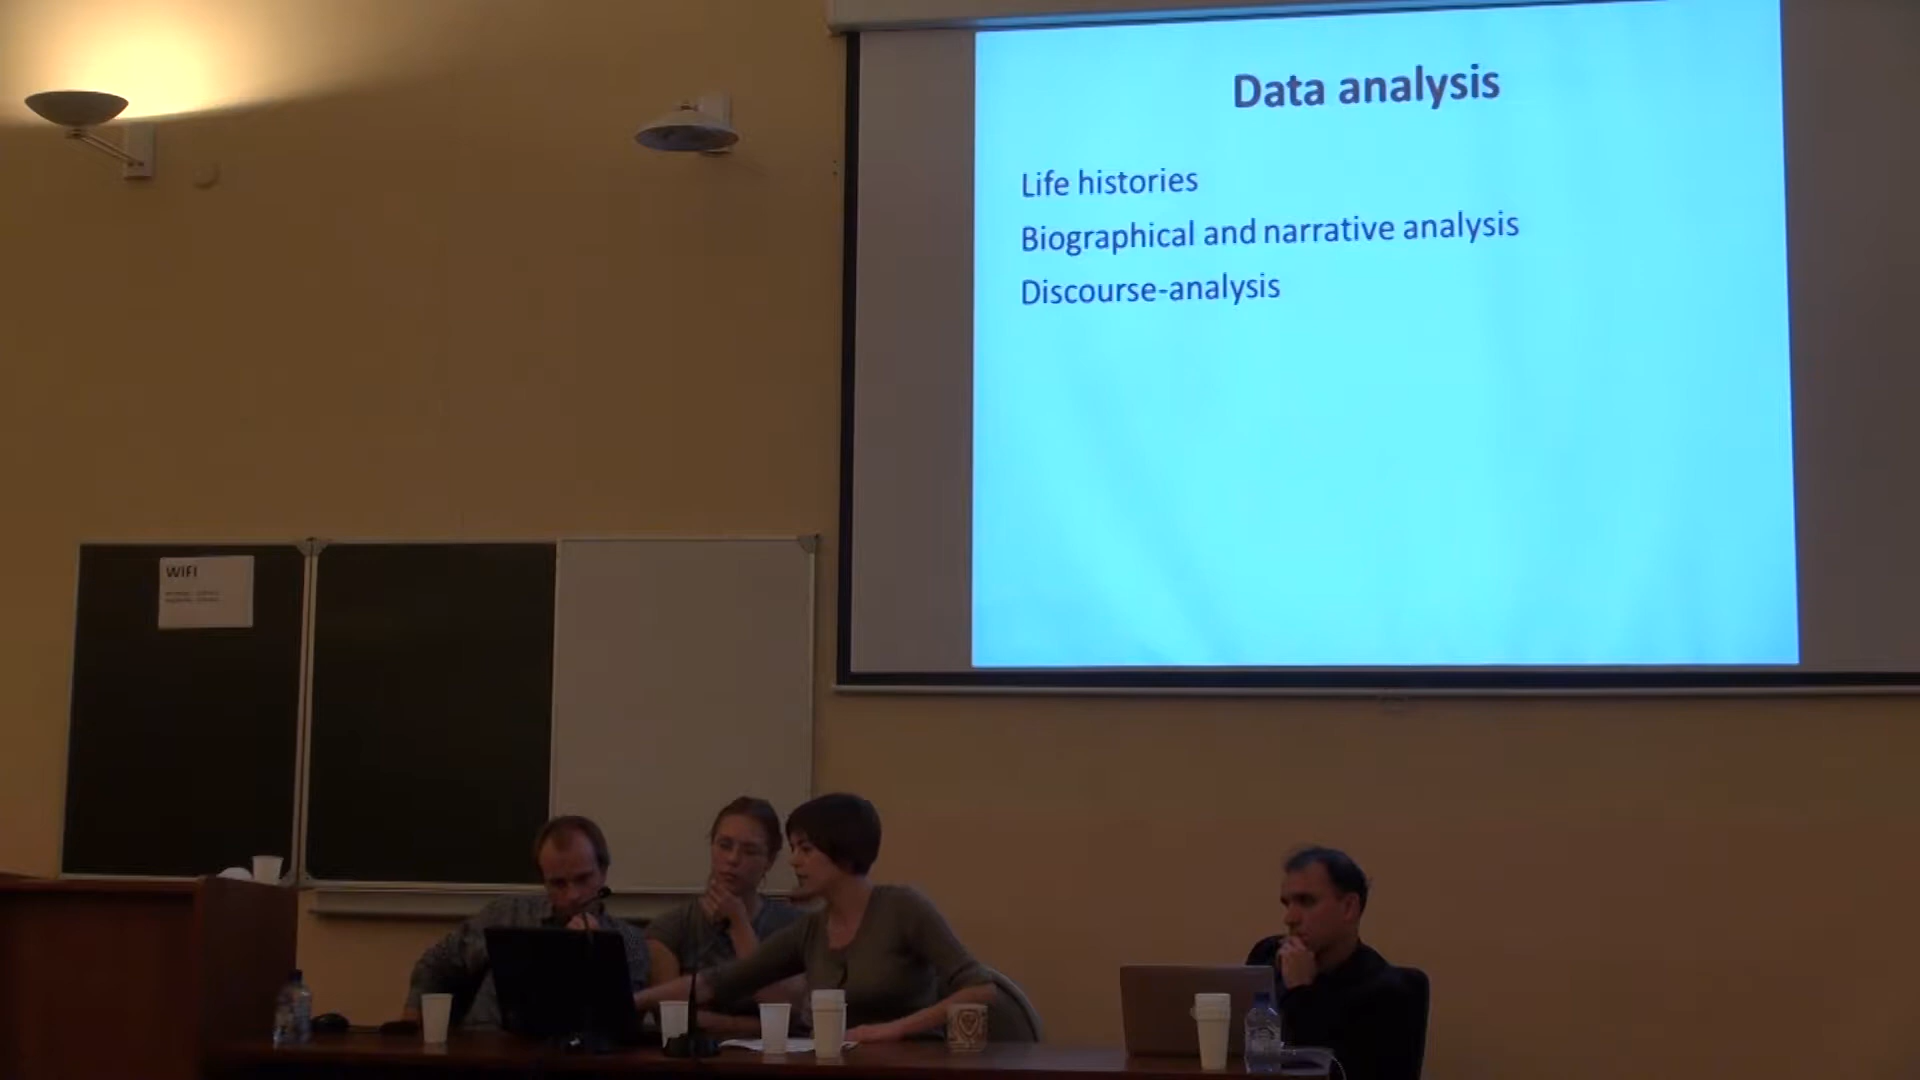 Data analysis
Life histories
Biographical and narrative analysis
Discourse-analysis
WIFI